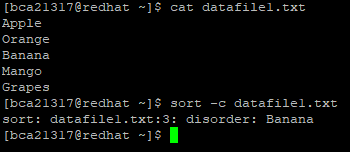 [bca21317@redhat ~]$ cat datafile1.txt
Apple
Orange
Banana
Mango
Grapes
[bca21317@redhat ~]$ sort -c datafile1.txt
sort: datafile1.txt:3: disorder: Banana
[bca21317@redhat ~]$